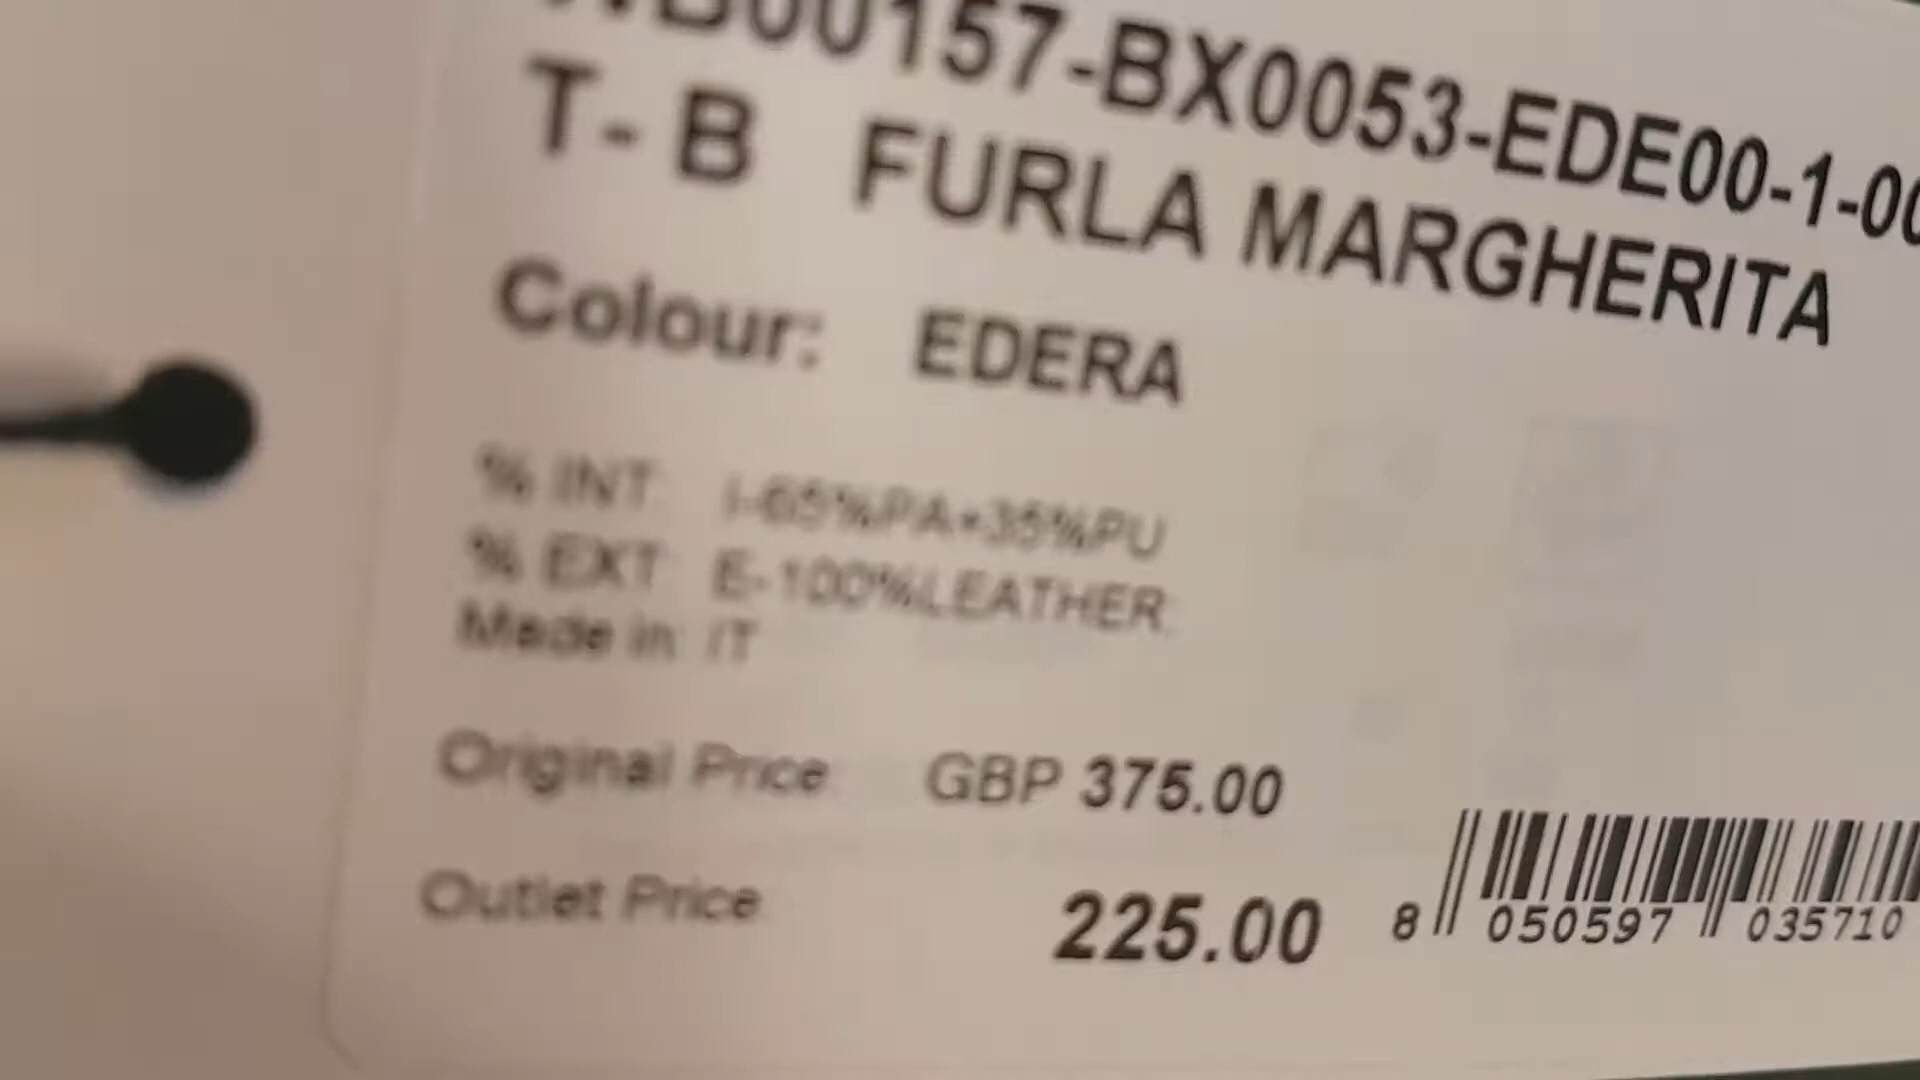 WB00157-BX0053-EDE00-1-00
T- B FURLA MARGHERITA
Colour: EDERA
% INT: I-65%PA+35%PU
% EXT: E-100%LEATHER.
Made in: IT
Original Price: GBP 375.00
Outlet Price: 225.00
8 050597 035710